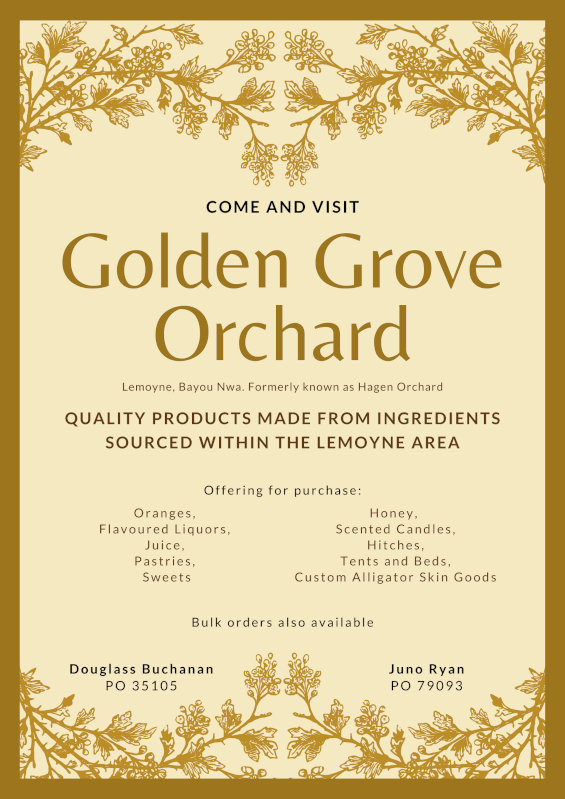 COME AND VISIT
Golden Grove
Orchard
Lemoyne, Bayou Nwa. Formerly known as Hagen Orchard
QUALITY PRODUCTS MADE FROM INGREDIENTS
SOURCED WITHIN THE LEMOYNE AREA
Offering for purchase:
Oranges,
Flavoured Liquors,
Juice,
Pastries,
Sweets
Honey,
Scented Candles,
Hitches,
Tents and Beds,
Custom Alligator Skin Goods
Bulk orders also available
Douglass Buchanan
PO 35105
Juno Ryan
PO 79093